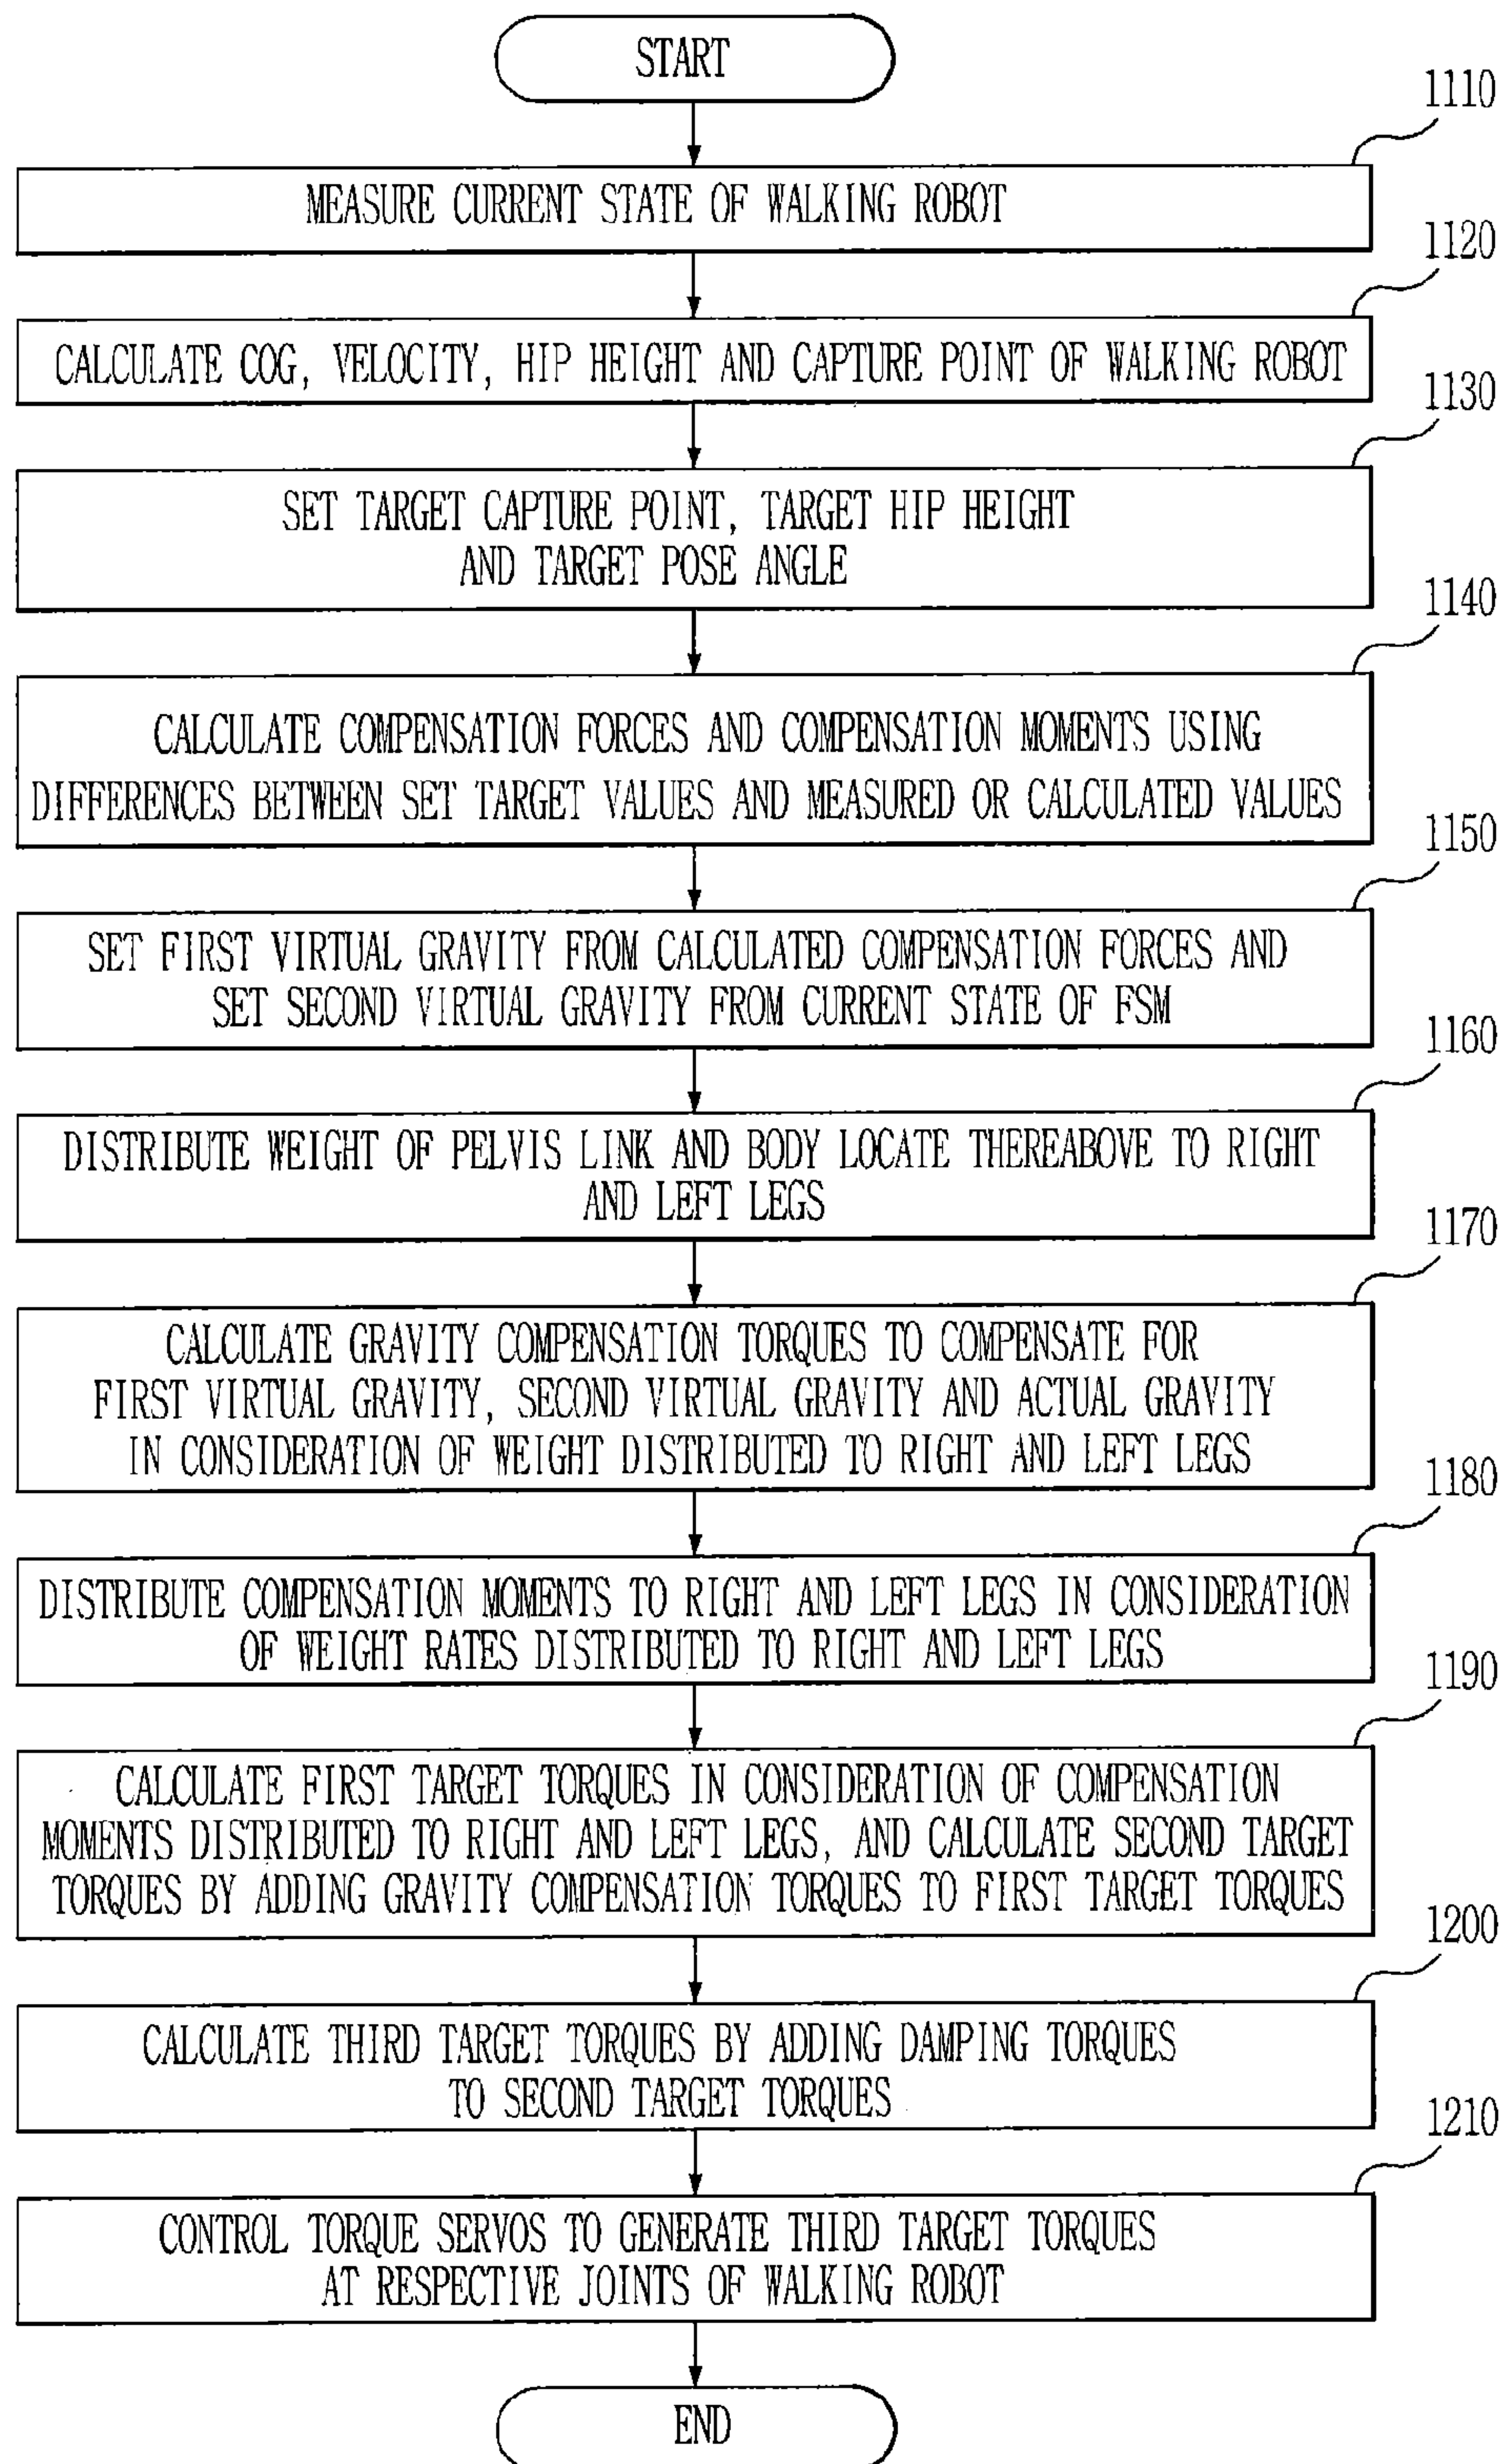 START
1110
MEASURE CURRENT STATE OF WALKING ROBOT
1120
CALCULATE COG, VELOCITY, HIP HEIGHT AND CAPTURE POINT OF WALKING ROBOT
1130
SET TARGET CAPTURE POINT, TARGET HIP HEIGHT
AND TARGET POSE ANGLE
1140
CALCULATE COMPENSATION FORCES AND COMPENSATION MOMENTS USING
DIFFERENCES BETWEEN SET TARGET VALUES AND MEASURED OR CALCULATED VALUES
1150
SET FIRST VIRTUAL GRAVITY FROM CALCULATED COMPENSATION FORCES AND
SET SECOND VIRTUAL GRAVITY FROM CURRENT STATE OF FSM
1160
DISTRIBUTE WEIGHT OF PELVIS LINK AND BODY LOCATE THEREABOVE TO RIGHT
AND LEFT LEGS
1170
CALCULATE GRAVITY COMPENSATION TORQUES TO COMPENSATE FOR
FIRST VIRTUAL GRAVITY, SECOND VIRTUAL GRAVITY AND ACTUAL GRAVITY
IN CONSIDERATION OF WEIGHT DISTRIBUTED TO RIGHT AND LEFT LEGS
1180
DISTRIBUTE COMPENSATION MOMENTS TO RIGHT AND LEFT LEGS IN CONSIDERATION
OF WEIGHT RATES DISTRIBUTED TO RIGHT AND LEFT LEGS
1190
CALCULATE FIRST TARGET TORQUES IN CONSIDERATION OF COMPENSATION
MOMENTS DISTRIBUTED TO RIGHT AND LEFT LEGS, AND CALCULATE SECOND TARGET
TORQUES BY ADDING GRAVITY COMPENSATION TORQUES TO FIRST TARGET TORQUES
1200
CALCULATE THIRD TARGET TORQUES BY ADDING DAMPING TORQUES
TO SECOND TARGET TORQUES
1210
CONTROL TORQUE SERVOS TO GENERATE THIRD TARGET TORQUES
AT RESPECTIVE JOINTS OF WALKING ROBOT
END